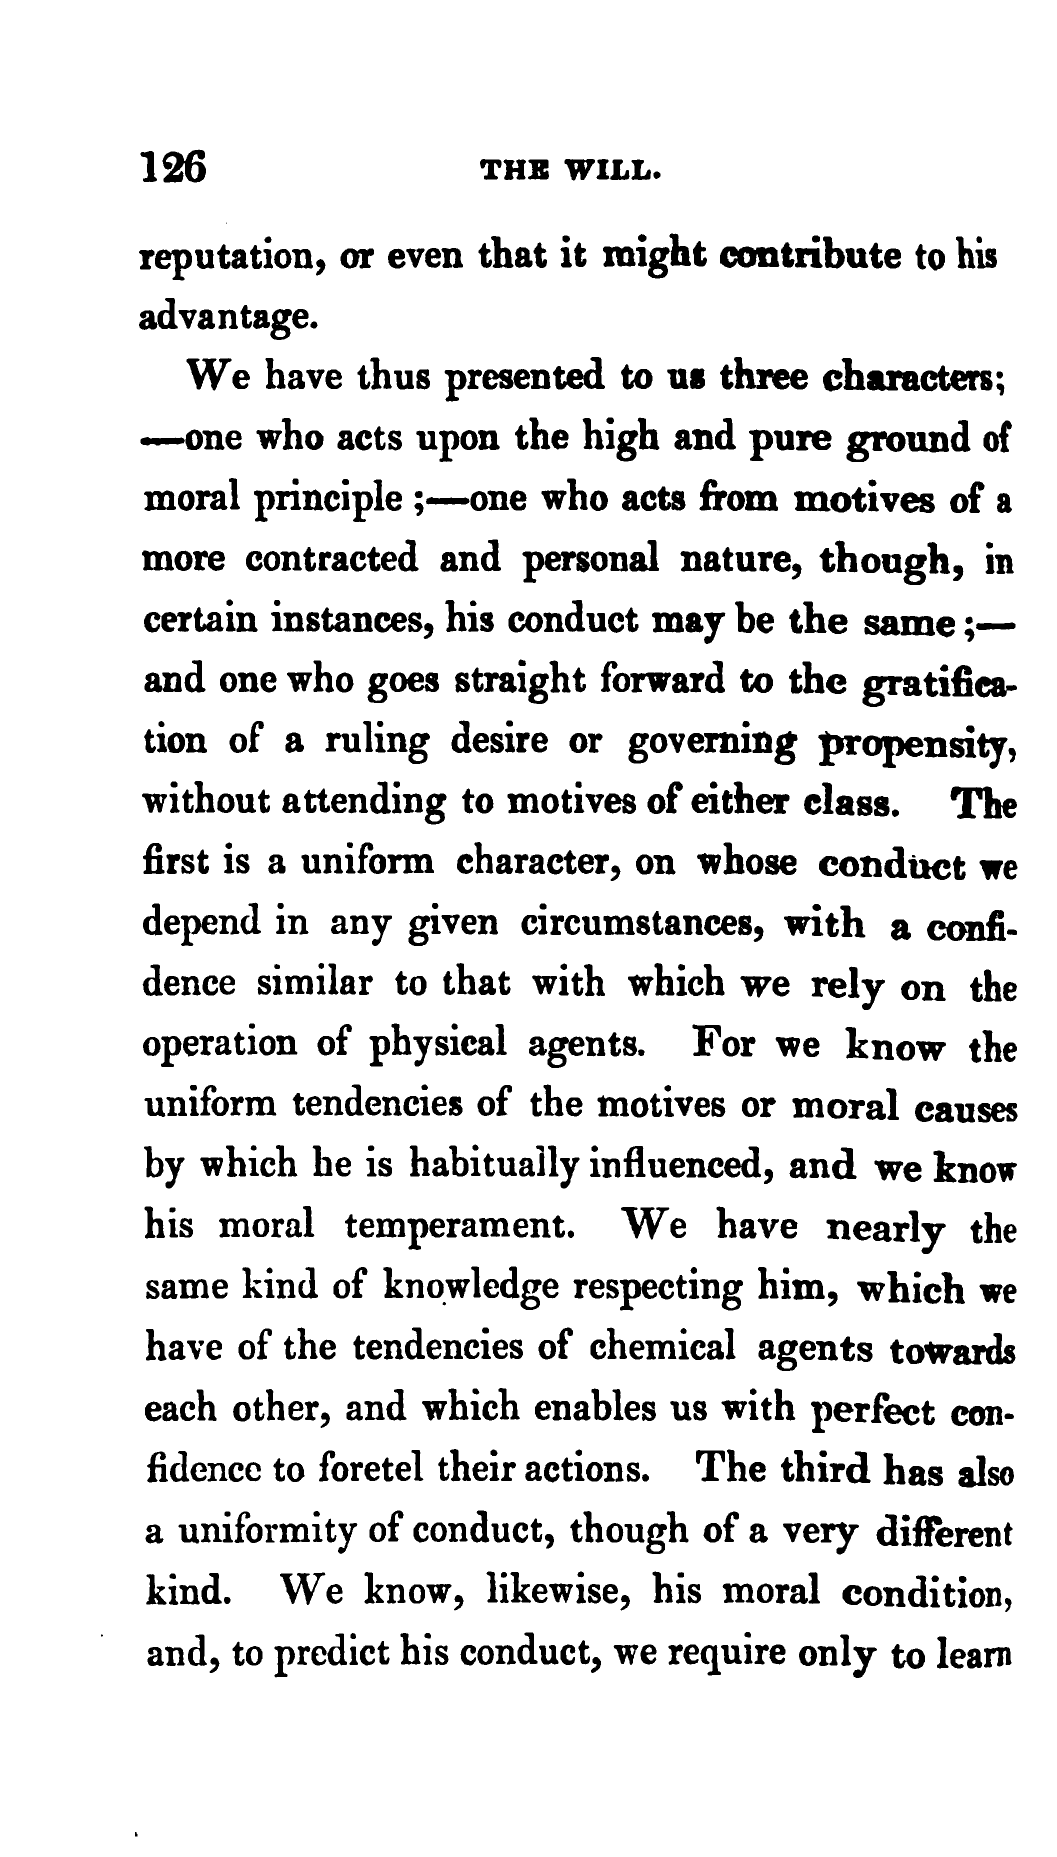 126 THE WILL.
reputation, or even that it might contribute to his
advantage.
We have thus presented to us three characters;
—one who acts upon the high and pure ground of
moral principle ;—one who acts from motives of a
more contracted and personal nature, though, in
certain instances, his conduct may be the same ;—
and one who goes straight forward to the gratifica-
tion of a ruling desire or governing propensity,
without attending to motives of either class. The
first is a uniform character, on whose conduct we
depend in any given circumstances, with a confi-
dence similar to that with which we rely on the
operation of physical agents. For we know the
uniform tendencies of the motives or moral causes
by which he is habitually influenced, and we know
his moral temperament. We have nearly the
same kind of knowledge respecting him, which we
have of the tendencies of chemical agents towards
each other, and which enables us with perfect con-
fidence to foretel their actions. The third has also
a uniformity of conduct, though of a very different
kind. We know, likewise, his moral condition,
and, to predict his conduct, we require only to learn